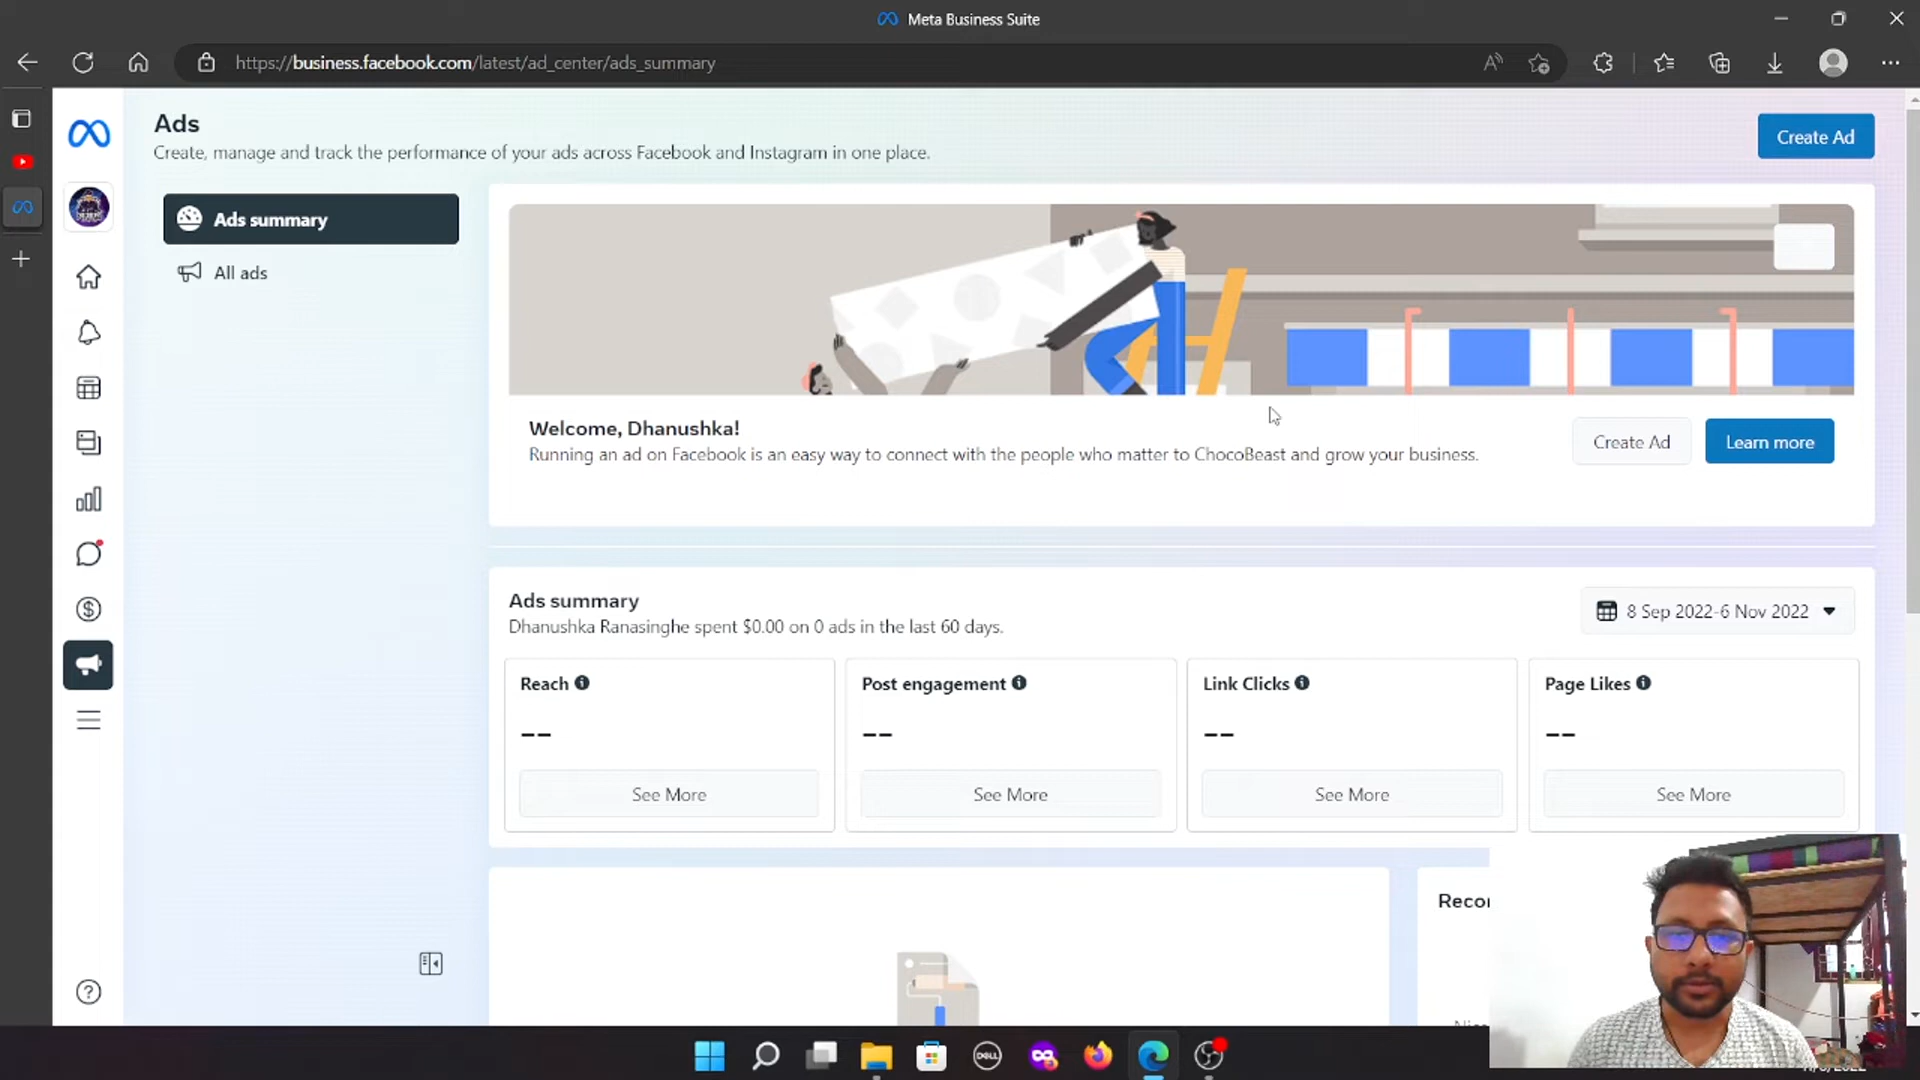 Meta Business Suite
https://business.facebook.com/latest/ad_center/ads_summary
Ads
Create, manage and track the performance of your ads across Facebook and Instagram in one place.
Create Ad
Ads summary
All ads
Welcome, Dhanushka!
Running an ad on Facebook is an easy way to connect with the people who matter to ChocoBeast and grow your business.
Create Ad
Learn more
Ads summary
Dhanushka Ranasinghe spent $0.00 on 0 ads in the last 60 days.
8 Sep 2022-6 Nov 2022
Reach
Post engagement
Link Clicks
Page Likes
--
--
--
--
See More
See More
See More
See More
DELL